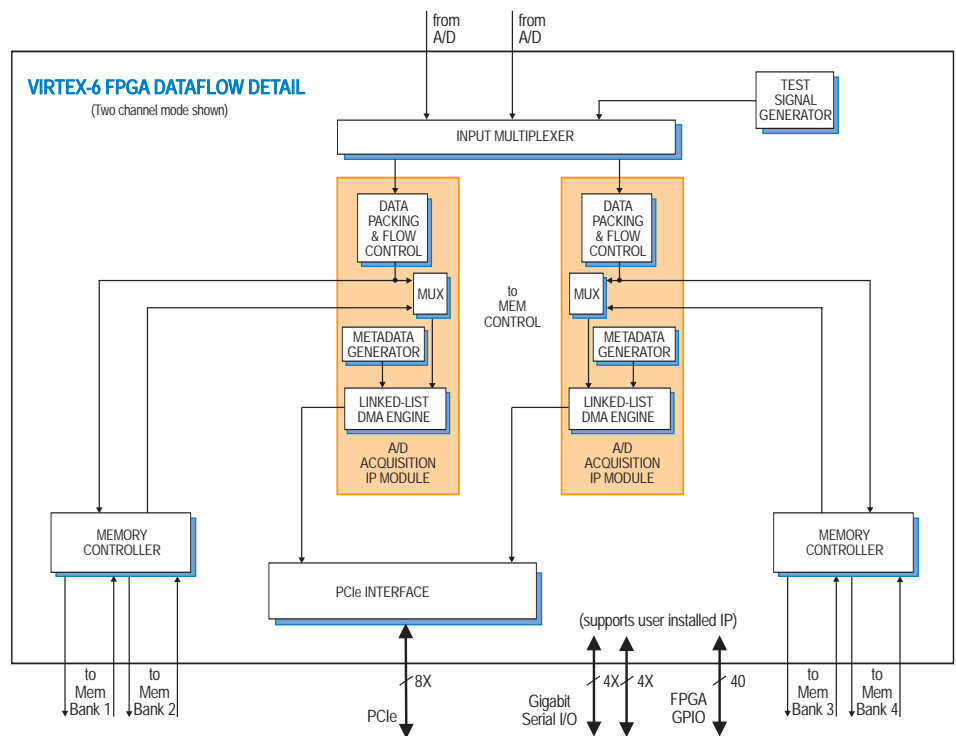 from
A/D
from
A/D
VIRTEX-6 FPGA DATAFLOW DETAIL
(Two channel mode shown)
TEST
SIGNAL
GENERATOR
INPUT MULTIPLEXER
DATA
PACKING
& FLOW
CONTROL
DATA
PACKING
& FLOW
CONTROL
MUX
to
MEM
CONTROL
MUX
METADATA
GENERATOR
METADATA
GENERATOR
LINKED-LIST
DMA ENGINE
LINKED-LIST
DMA ENGINE
A/D
ACQUISITION
IP MODULE
A/D
ACQUISITION
IP MODULE
MEMORY
CONTROLLER
MEMORY
CONTROLLER
PCIe INTERFACE
(supports user installed IP)
to
Mem
Bank 1
to
Mem
Bank 2
8X
PCIe
4X
4X
Gigabit
Serial I/O
40
FPGA
GPIO
to
Mem
Bank 3
to
Mem
Bank 4